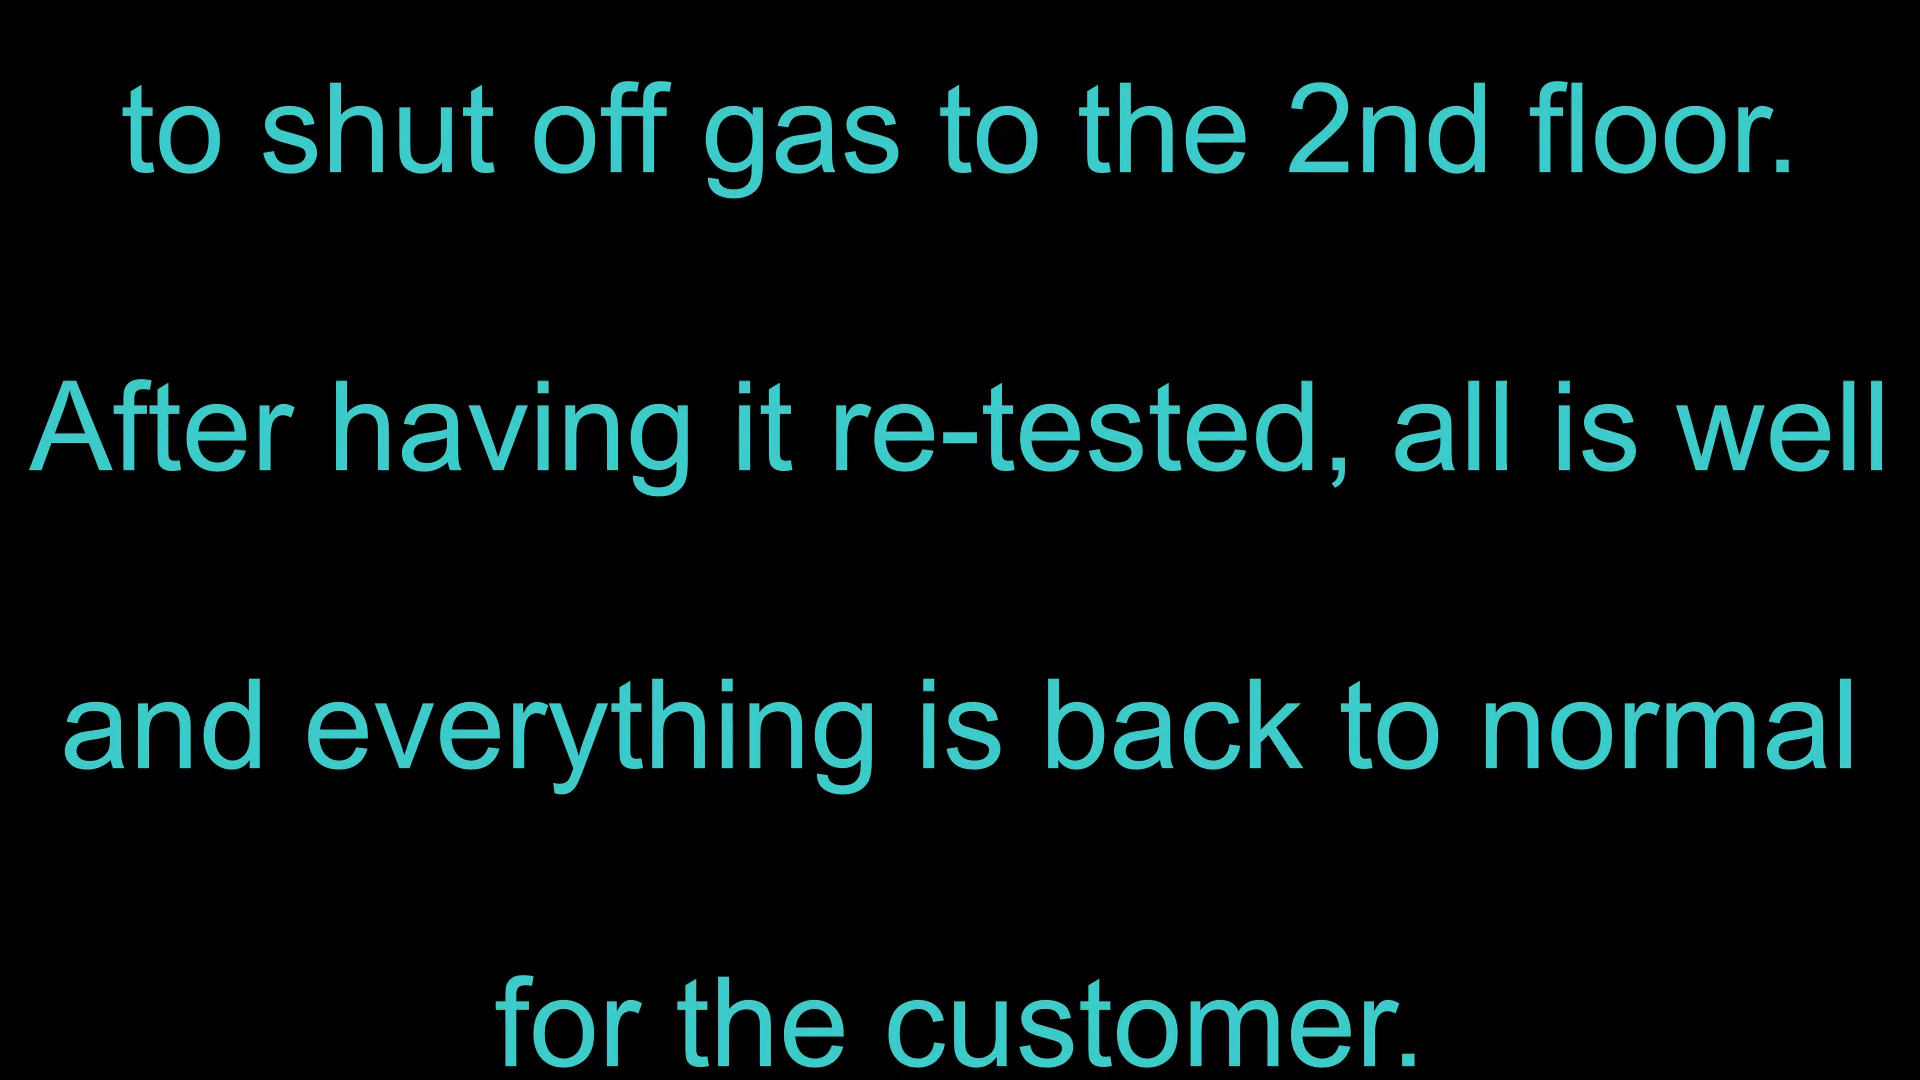 to shut off gas to the 2nd floor.
After having it re-tested, all is well
and everything is back to normal
for the customer.